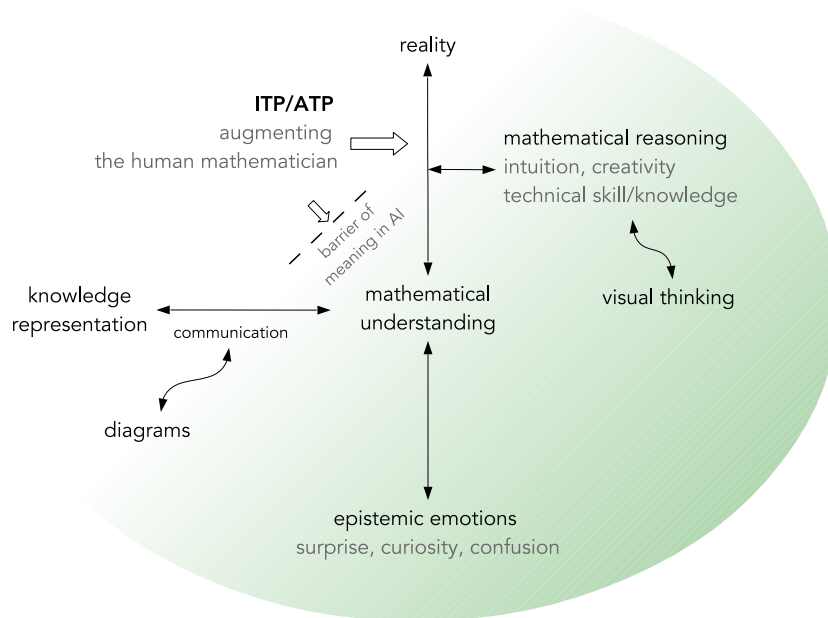 reality
ITP/ATP
augmenting
the human mathematician
mathematical reasoning
intuition, creativity
technical skill/knowledge
barrier of
meaning in AI
knowledge
representation
communication
mathematical
understanding
visual thinking
diagrams
epistemic emotions
surprise, curiosity, confusion